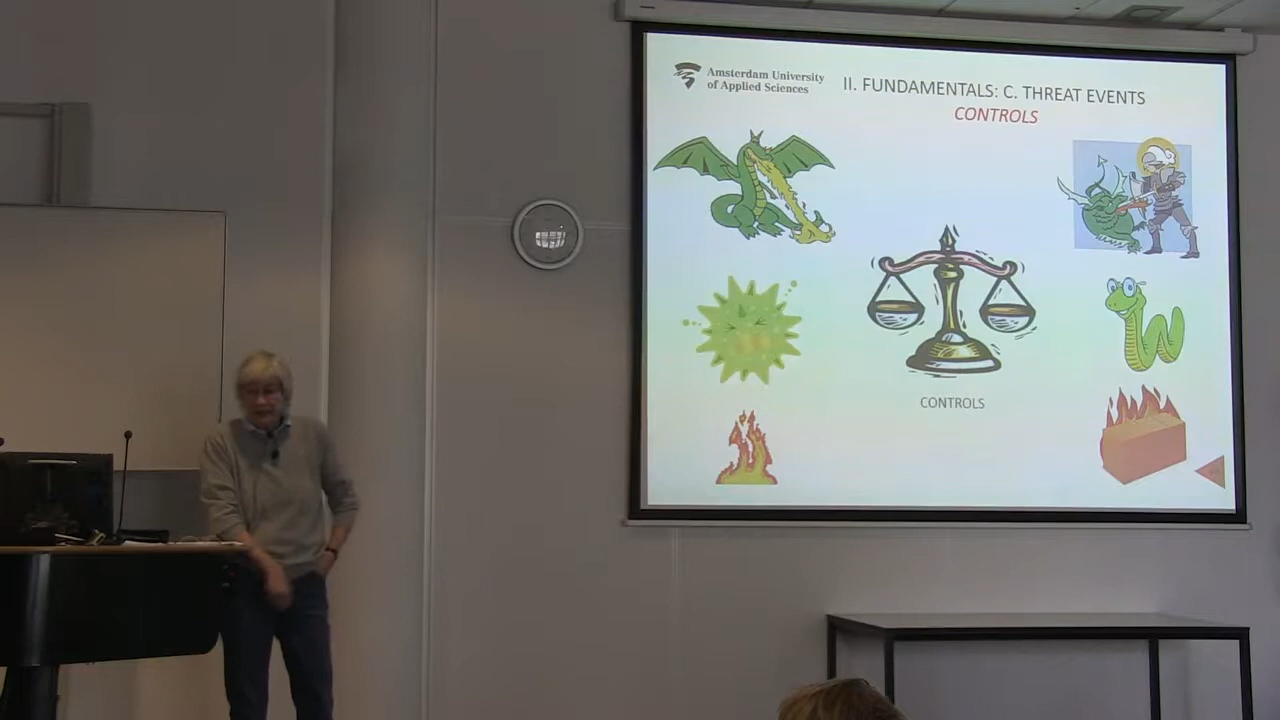 Amsterdam University
of Applied Sciences
II. FUNDAMENTALS: C. THREAT EVENTS
CONTROLS
CONTROLS